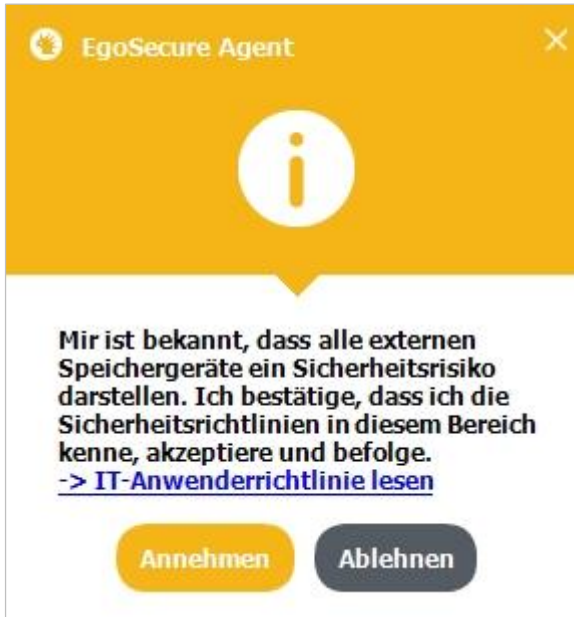 EgoSecure Agent
Mir ist bekannt, dass alle externen
Speichergeräte ein Sicherheitsrisiko
darstellen. Ich bestätige, dass ich die
Sicherheitsrichtlinien in diesem Bereich
kenne, akzeptiere und befolge.
-> IT-Anwenderrichtlinie lesen
Annehmen Ablehnen